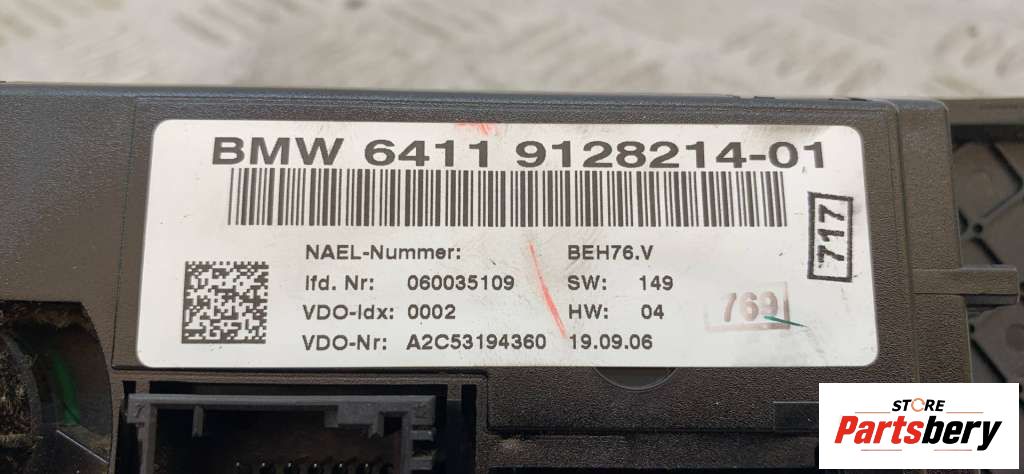 BMW 6411 9128214-01
717
NAEL-Nummer: BEH76.V
lfd. Nr: 060035109 SW: 149
VDO-Idx: 0002 HW: 04
769
VDO-Nr: A2C53194360 19.09.06
STORE
Partsbery